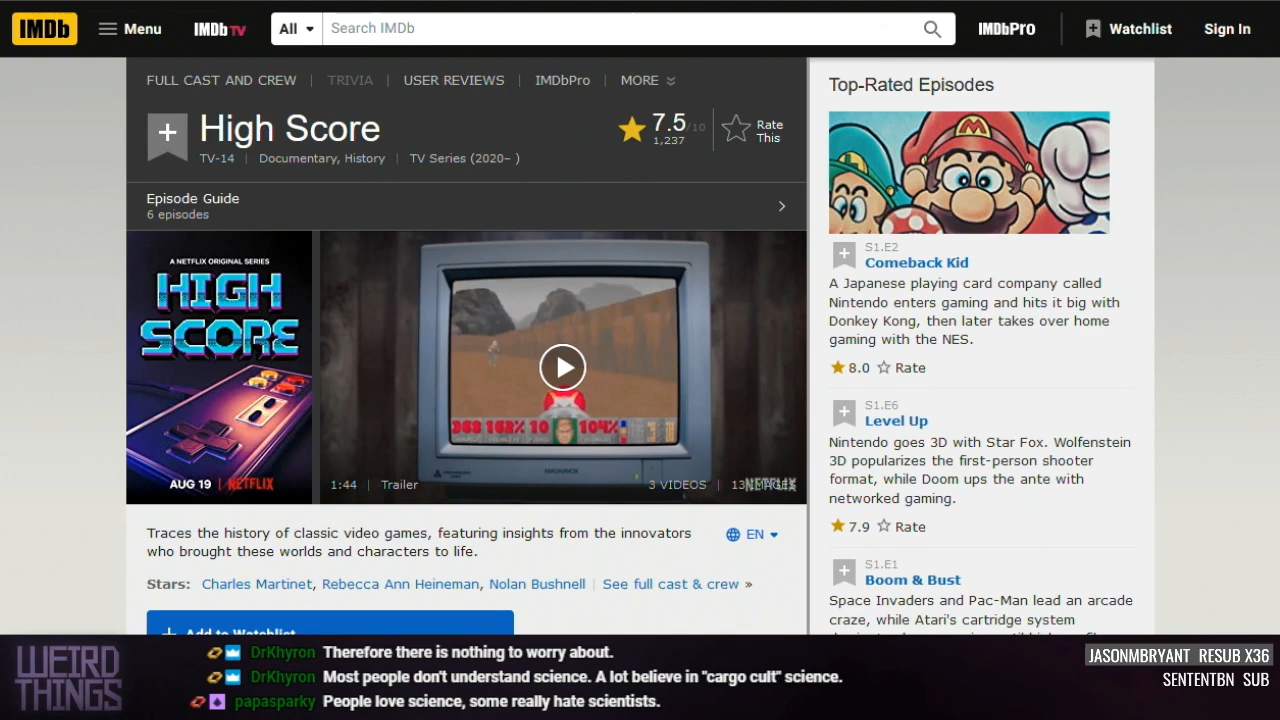 IMDb
Menu
IMDb TV
All
Search IMDb
IMDbPro
Watchlist
Sign In
FULL CAST AND CREW | TRIVIA | USER REVIEWS | IMDbPro | MORE
High Score
TV-14 | Documentary, History | TV Series (2020– )
7.5/10
1,237
Rate
This
Episode Guide
6 episodes
A NETFLIX ORIGINAL SERIES
HIGH
SCORE
AUG 19 | NETFLIX
MAGNAVOX
1:44 | Trailer
3 VIDEOS
NETFLIX
Traces the history of classic video games, featuring insights from the innovators
who brought these worlds and characters to life.
EN
Stars: Charles Martinet, Rebecca Ann Heineman, Nolan Bushnell | See full cast & crew »
Add to Watchlist
Top-Rated Episodes
S1.E2
Comeback Kid
A Japanese playing card company called
Nintendo enters gaming and hits it big with
Donkey Kong, then later takes over home
gaming with the NES.
8.0 Rate
S1.E6
Level Up
Nintendo goes 3D with Star Fox. Wolfenstein
3D popularizes the first-person shooter
format, while Doom ups the ante with
networked gaming.
7.9 Rate
S1.E1
Boom & Bust
Space Invaders and Pac-Man lead an arcade
craze, while Atari's cartridge system
WEIRD
THINGS
DrKhyron Therefore there is nothing to worry about.
DrKhyron Most people don't understand science. A lot believe in "cargo cult" science.
papasparky People love science, some really hate scientists.
JASONMBRYANT RESUB X36
SENTENTBN SUB